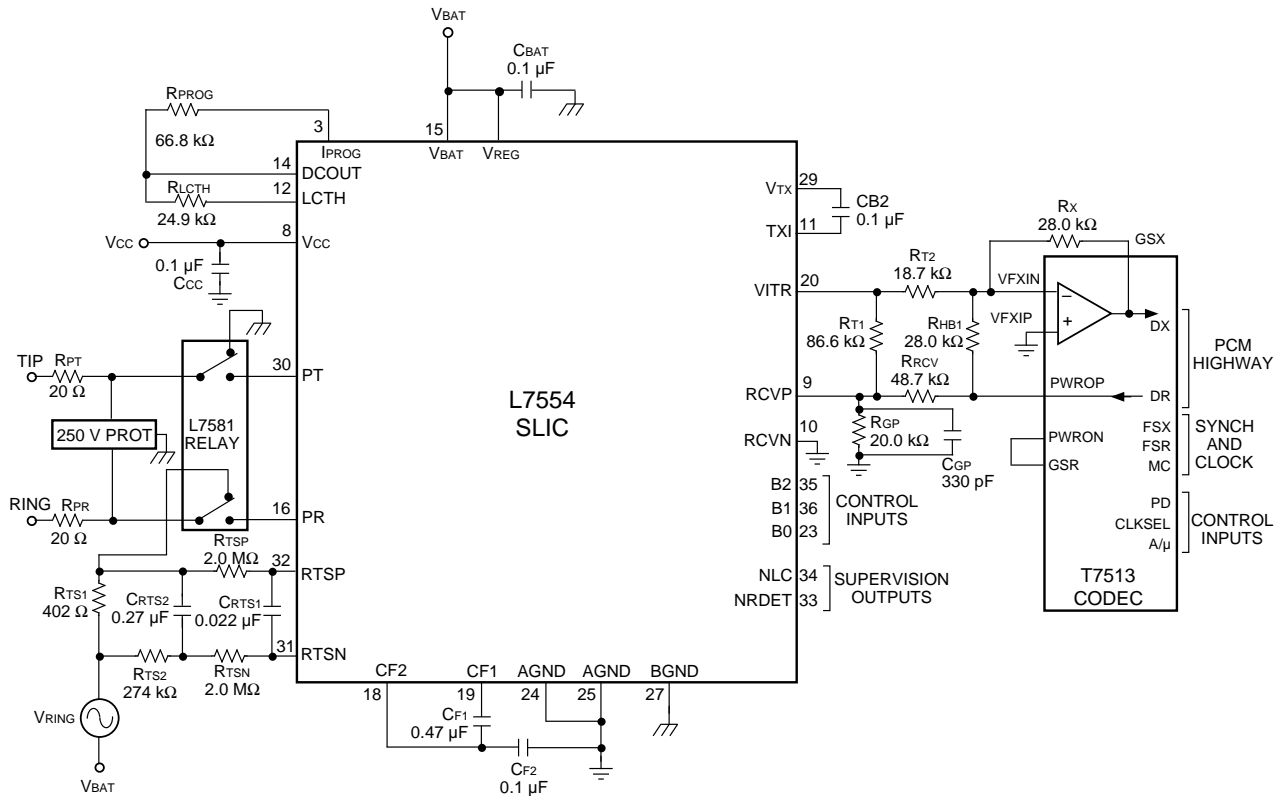 VBAT
CBAT
0.1 µF
RPROG
66.8 kΩ
3
IPROG
15
VBAT
VREG
14
DCOUT
RLCTH
12
LCTH
24.9 kΩ
8
VCC
VCC
0.1 µF
CCC
VTX
29
CB2
0.1 µF
TXI
11
RX
28.0 kΩ
GSX
RT2
18.7 kΩ
VITR
20
VFXIN
VFXIP
–
+
DX
RT1
86.6 kΩ
RHB1
28.0 kΩ
RRCV
48.7 kΩ
PCM
HIGHWAY
RCVP
9
PWROP
DR
RGP
20.0 kΩ
CGP
330 pF
RCVN
10
PWRON
GSR
FSX
FSR
MC
SYNCH
AND
CLOCK
TIP
RPT
20 Ω
30
PT
L7581
RELAY
250 V PROT
L7554
SLIC
RING
RPR
20 Ω
16
PR
B2
35
B1
36
B0
23
CONTROL
INPUTS
PD
CLKSEL
A/µ
CONTROL
INPUTS
RTSP
2.0 MΩ
32
RTSP
RTS1
402 Ω
CRTS2
0.27 µF
CRTS1
0.022 µF
NLC
34
NRDET
33
SUPERVISION
OUTPUTS
T7513
CODEC
31
RTSN
RTS2
274 kΩ
RTSN
2.0 MΩ
CF2
18
CF1
19
AGND
24
AGND
25
BGND
27
VRING
VBAT
CF1
0.47 µF
CF2
0.1 µF